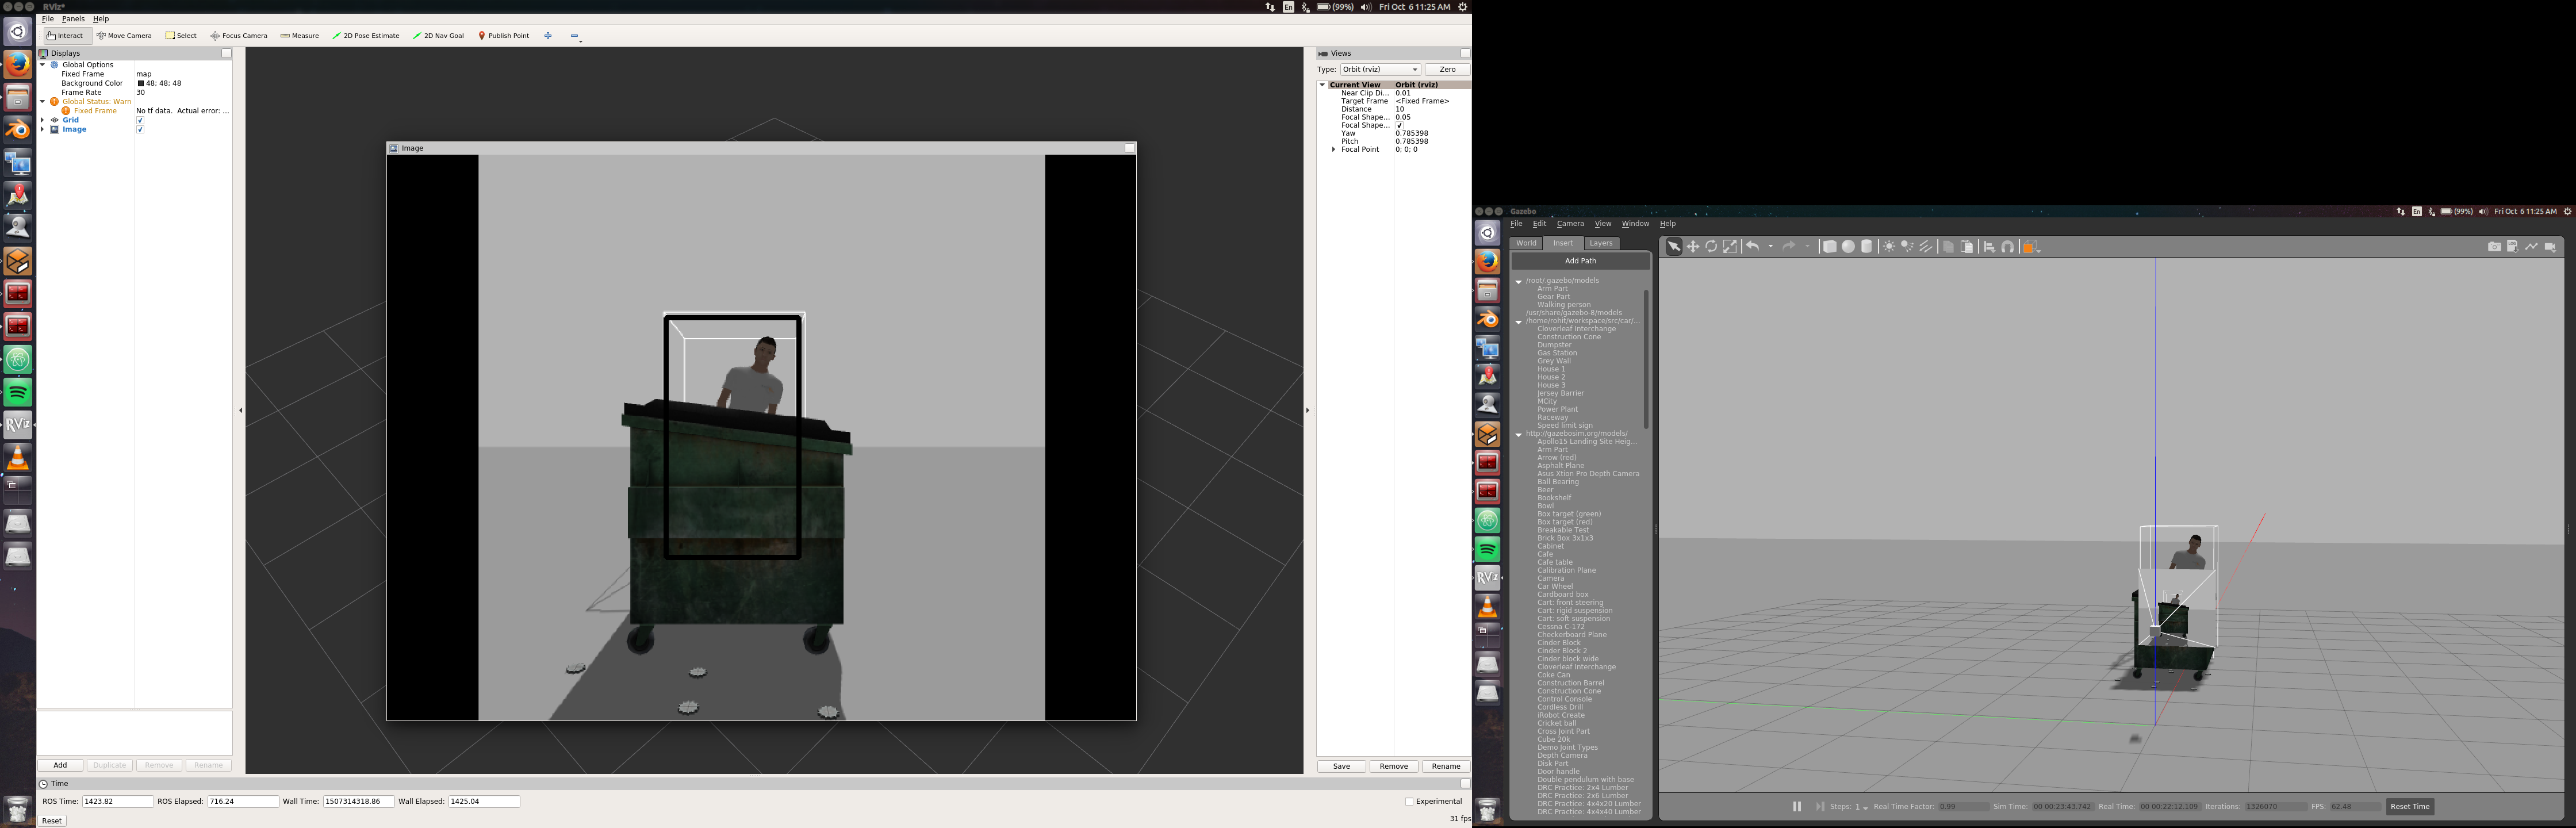 RViz*
En
(99%)
Fri Oct 6 11:25 AM
File Panels Help
Interact Move Camera Select Focus Camera Measure 2D Pose Estimate 2D Nav Goal Publish Point
Displays
Global Options
Fixed Frame map
Background Color 48; 48; 48
Frame Rate 30
Global Status: Warn
Fixed Frame No tf data. Actual error: ...
Grid
Image
Add Duplicate Remove Rename
Image
Views
Type: Orbit (rviz) Zero
Current View Orbit (rviz)
Near Clip Di... 0.01
Target Frame <Fixed Frame>
Distance 10
Focal Shape... 0.05
Focal Shape...
Yaw 0.785398
Pitch 0.785398
Focal Point 0; 0; 0
Save Remove Rename
Time
ROS Time: 1423.82 ROS Elapsed: 716.24 Wall Time: 1507314318.86 Wall Elapsed: 1425.04 Experimental
Reset
31 fps
RViz
Gazebo
En
(99%)
Fri Oct 6 11:25 AM
File Edit Camera View Window Help
World Insert Layers
Add Path
/root/.gazebo/models
Arm Part
Gear Part
Walking person
/usr/share/gazebo-8/models
/home/rohit/workspace/src/car/...
Cloverleaf Interchange
Construction Cone
Dumpster
Gas Station
Grey Wall
House 1
House 2
House 3
Jersey Barrier
MCity
Power Plant
Raceway
Speed limit sign
http://gazebosim.org/models/
Apollo15 Landing Site Heig...
Arm Part
Arrow (red)
Asphalt Plane
Asus Xtion Pro Depth Camera
Ball Bearing
Beer
Bookshelf
Bowl
Box target (green)
Box target (red)
Breakable Test
Brick Box 3x1x3
Cabinet
Cafe
Cafe table
Calibration Plane
Camera
Car Wheel
Cardboard box
Cart: front steering
Cart: rigid suspension
Cart: soft suspension
Cessna C-172
Checkerboard Plane
Cinder Block
Cinder Block 2
Cinder block wide
Cloverleaf Interchange
Coke Can
Construction Barrel
Construction Cone
Control Console
Cordless Drill
iRobot Create
Cricket ball
Cross Joint Part
Cube 20k
Demo Joint Types
Depth Camera
Disk Part
Door handle
Double pendulum with base
DRC Practice: 2x4 Lumber
DRC Practice: 2x6 Lumber
DRC Practice: 4x4x20 Lumber
DRC Practice: 4x4x40 Lumber
RViz
Steps: 1 Real Time Factor: 0.99 Sim Time: 00 00:23:43.742 Real Time: 00 00:22:12.109 Iterations: 1326070 FPS: 62.48 Reset Time